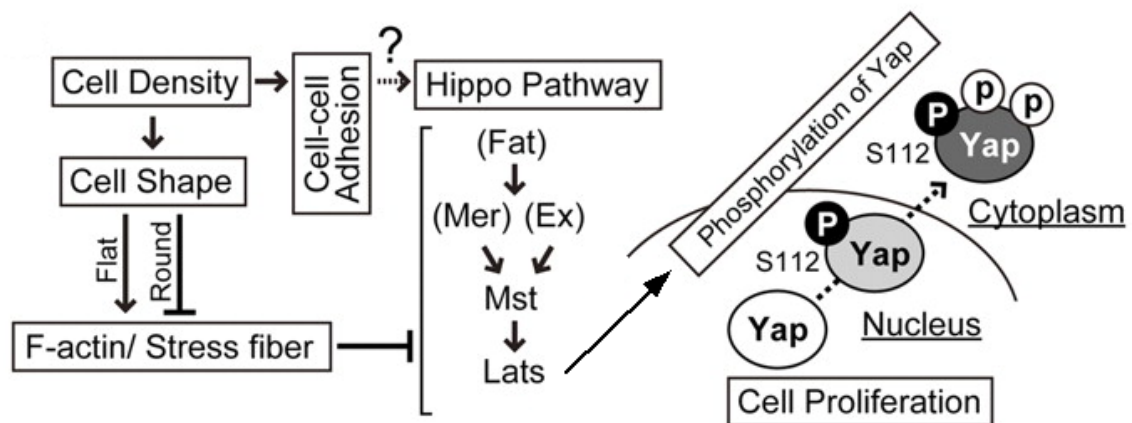 Cell Density
Cell-cell
Adhesion
?
Hippo Pathway
Cell Shape
Flat
Round
F-actin/ Stress fiber
(Fat)
(Mer) (Ex)
Mst
Lats
Phosphorylation of Yap
P
p
p
Yap
S112
Cytoplasm
P
Yap
S112
Yap
Nucleus
Cell Proliferation